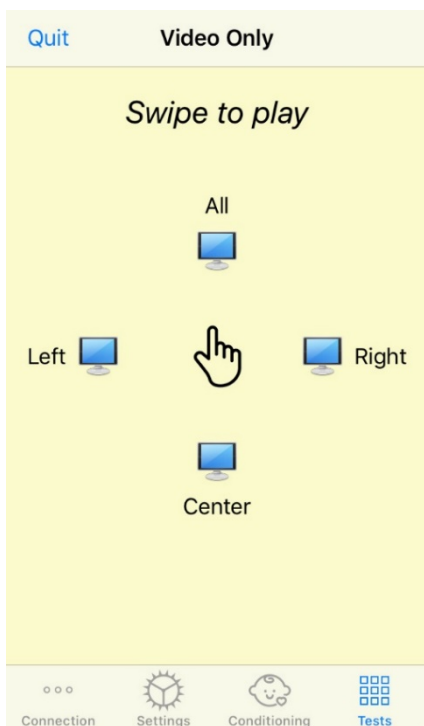 Quit Video Only
Swipe to play
All
Left Right
Center
Connection Settings Conditioning Tests